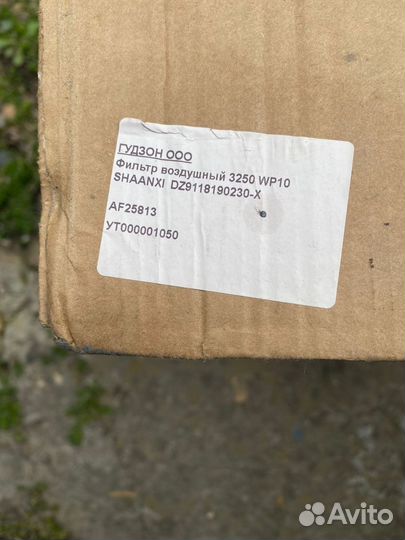 ГУДЗОН ООО
Фильтр воздушный 3250 WP10
SHAANXI DZ9118190230-X
AF25813
УТ000001050
Avito